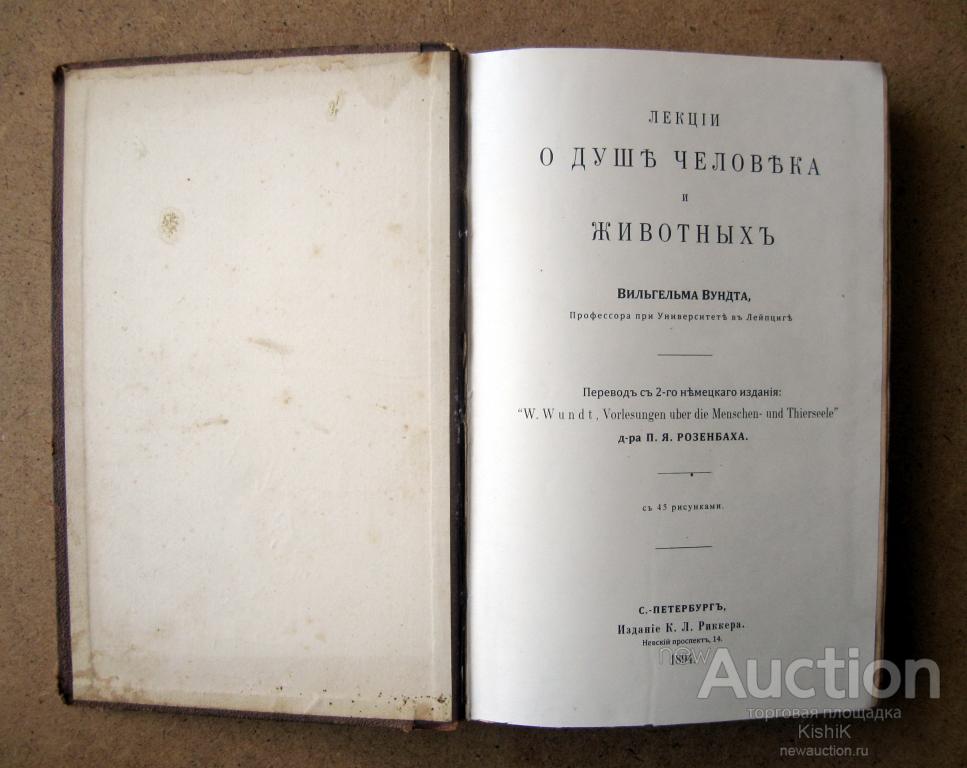 ЛЕКЦІИ
О ДУШѢ ЧЕЛОВѢКА
И
ЖИВОТНЫХЪ
ВИЛЬГЕЛЬМА ВУНДТА,
Профессора при Университетѣ въ Лейпцигѣ
Переводъ съ 2-го нѣмецкаго изданія:
"W. Wundt, Vorlesungen uber die Menschen- und Thierseele"
д-ра П. Я. РОЗЕНБАХА.
съ 45 рисунками.
С.-ПЕТЕРБУРГЪ,
Изданіе К. Л. Риккера.
Невскій проспектъ, 14.
1894.
newAuction
торговая площадка
KishiK
newauction.ru